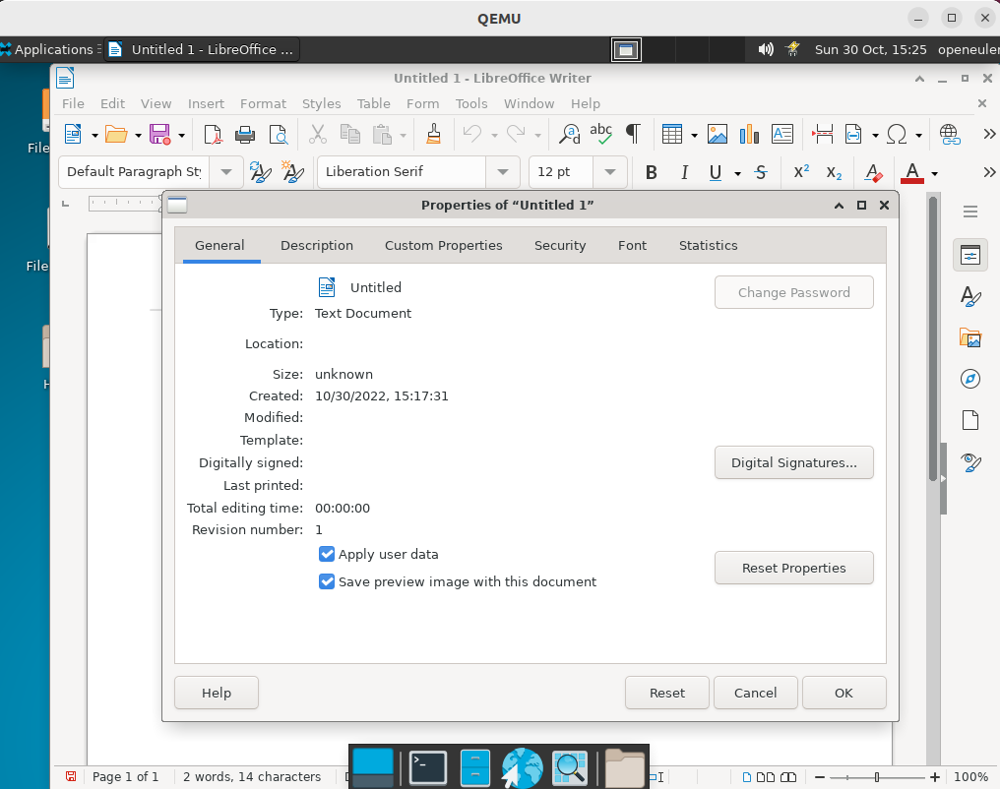 QEMU
Applications
Untitled 1 - LibreOffice ...
Sun 30 Oct, 15:25
openeuler
Untitled 1 - LibreOffice Writer
File Edit View Insert Format Styles Table Form Tools Window Help
File
Default Paragraph Sty
Liberation Serif
12 pt
B I U S X² X₂ A A
Properties of “Untitled 1”
General Description Custom Properties Security Font Statistics
Untitled
Change Password
Type: Text Document
Location:
File
Size: unknown
Created: 10/30/2022, 15:17:31
H
Modified:
Template:
Digitally signed:
Digital Signatures...
Last printed:
Total editing time: 00:00:00
Revision number: 1
Apply user data
Reset Properties
Save preview image with this document
Help
Reset
Cancel
OK
Page 1 of 1
2 words, 14 characters
100%